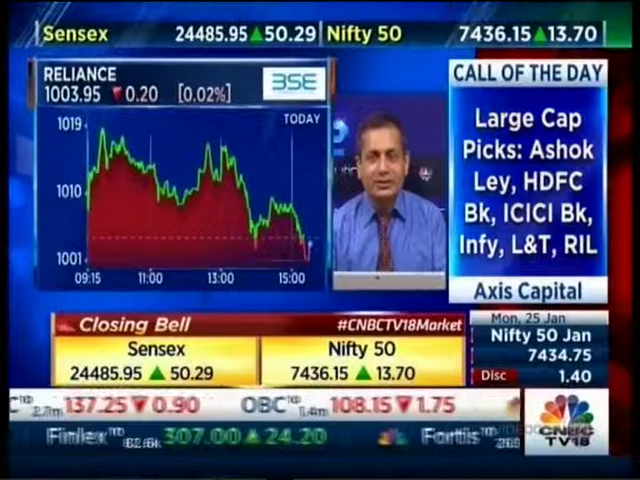 Sensex 24485.95 ▲ 50.29 Nifty 50 7436.15 ▲ 13.70
RELIANCE
1003.95 ▼ 0.20 [0.02%]
BSE
TODAY
1019
1010
1001
09:15 11:00 13:00 15:00
CALL OF THE DAY
Large Cap
Picks: Ashok
Ley, HDFC
Bk, ICICI Bk,
Infy, L&T, RIL
Axis Capital
Closing Bell #CNBCTV18Market
Sensex
24485.95 ▲ 50.29
Nifty 50
7436.15 ▲ 13.70
Mon, 25 Jan
Nifty 50 Jan
7434.75
Disc 1.40
137.25 ▼ 0.90 OBC 1.4m 108.15 ▼ 1.75
Finlex 307.00 ▲ 24.20 Fortis
CNBC
TV18